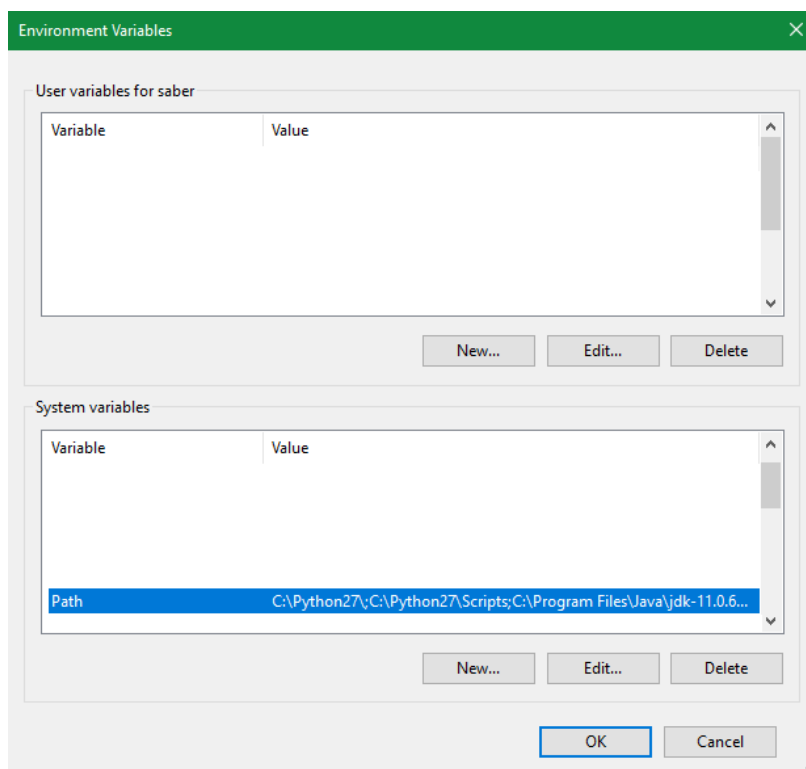 Environment Variables
User variables for saber
Variable Value
New... Edit... Delete
System variables
Variable Value
Path C:\Python27\;C:\Python27\Scripts;C:\Program Files\Java\jdk-11.0.6...
New... Edit... Delete
OK Cancel